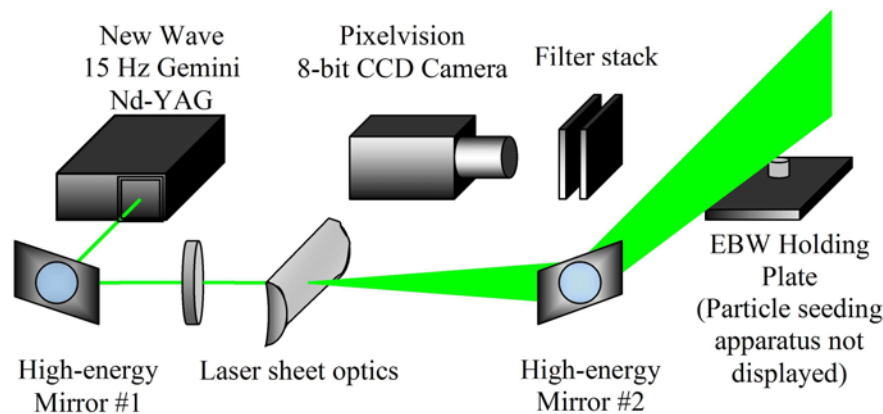 New Wave
15 Hz Gemini
Nd-YAG
Pixelvision
8-bit CCD Camera
Filter stack
EBW Holding
Plate
(Particle seeding
apparatus not
displayed)
High-energy
Mirror #1
Laser sheet optics
High-energy
Mirror #2